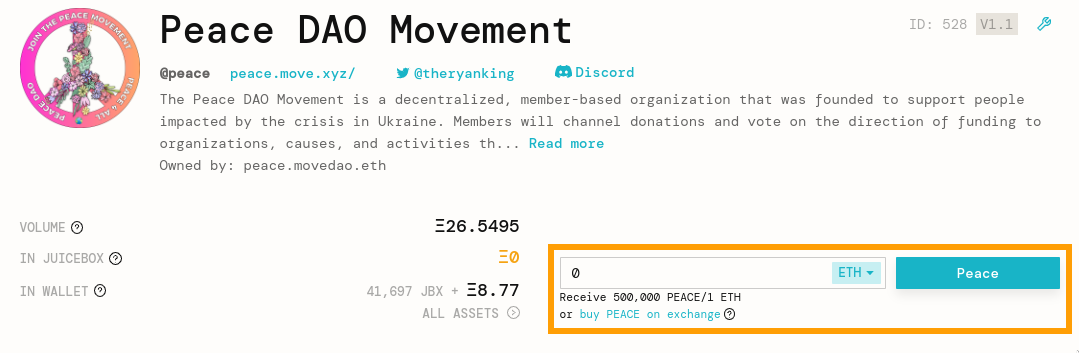 JOIN THE PEACE MOVEMENT
PEACE 4 ALL
PEACE DAO
Peace DAO Movement
ID: 528 V1.1
@peace peace.move.xyz/ @theryanking Discord
The Peace DAO Movement is a decentralized, member-based organization that was founded to support people
impacted by the crisis in Ukraine. Members will channel donations and vote on the direction of funding to
organizations, causes, and activities th... Read more
Owned by: peace.movedao.eth
VOLUME Ξ26.5495
IN JUICEBOX Ξ0
IN WALLET 41,697 JBX + Ξ8.77
ALL ASSETS
0 ETH Peace
Receive 500,000 PEACE/1 ETH
or buy PEACE on exchange